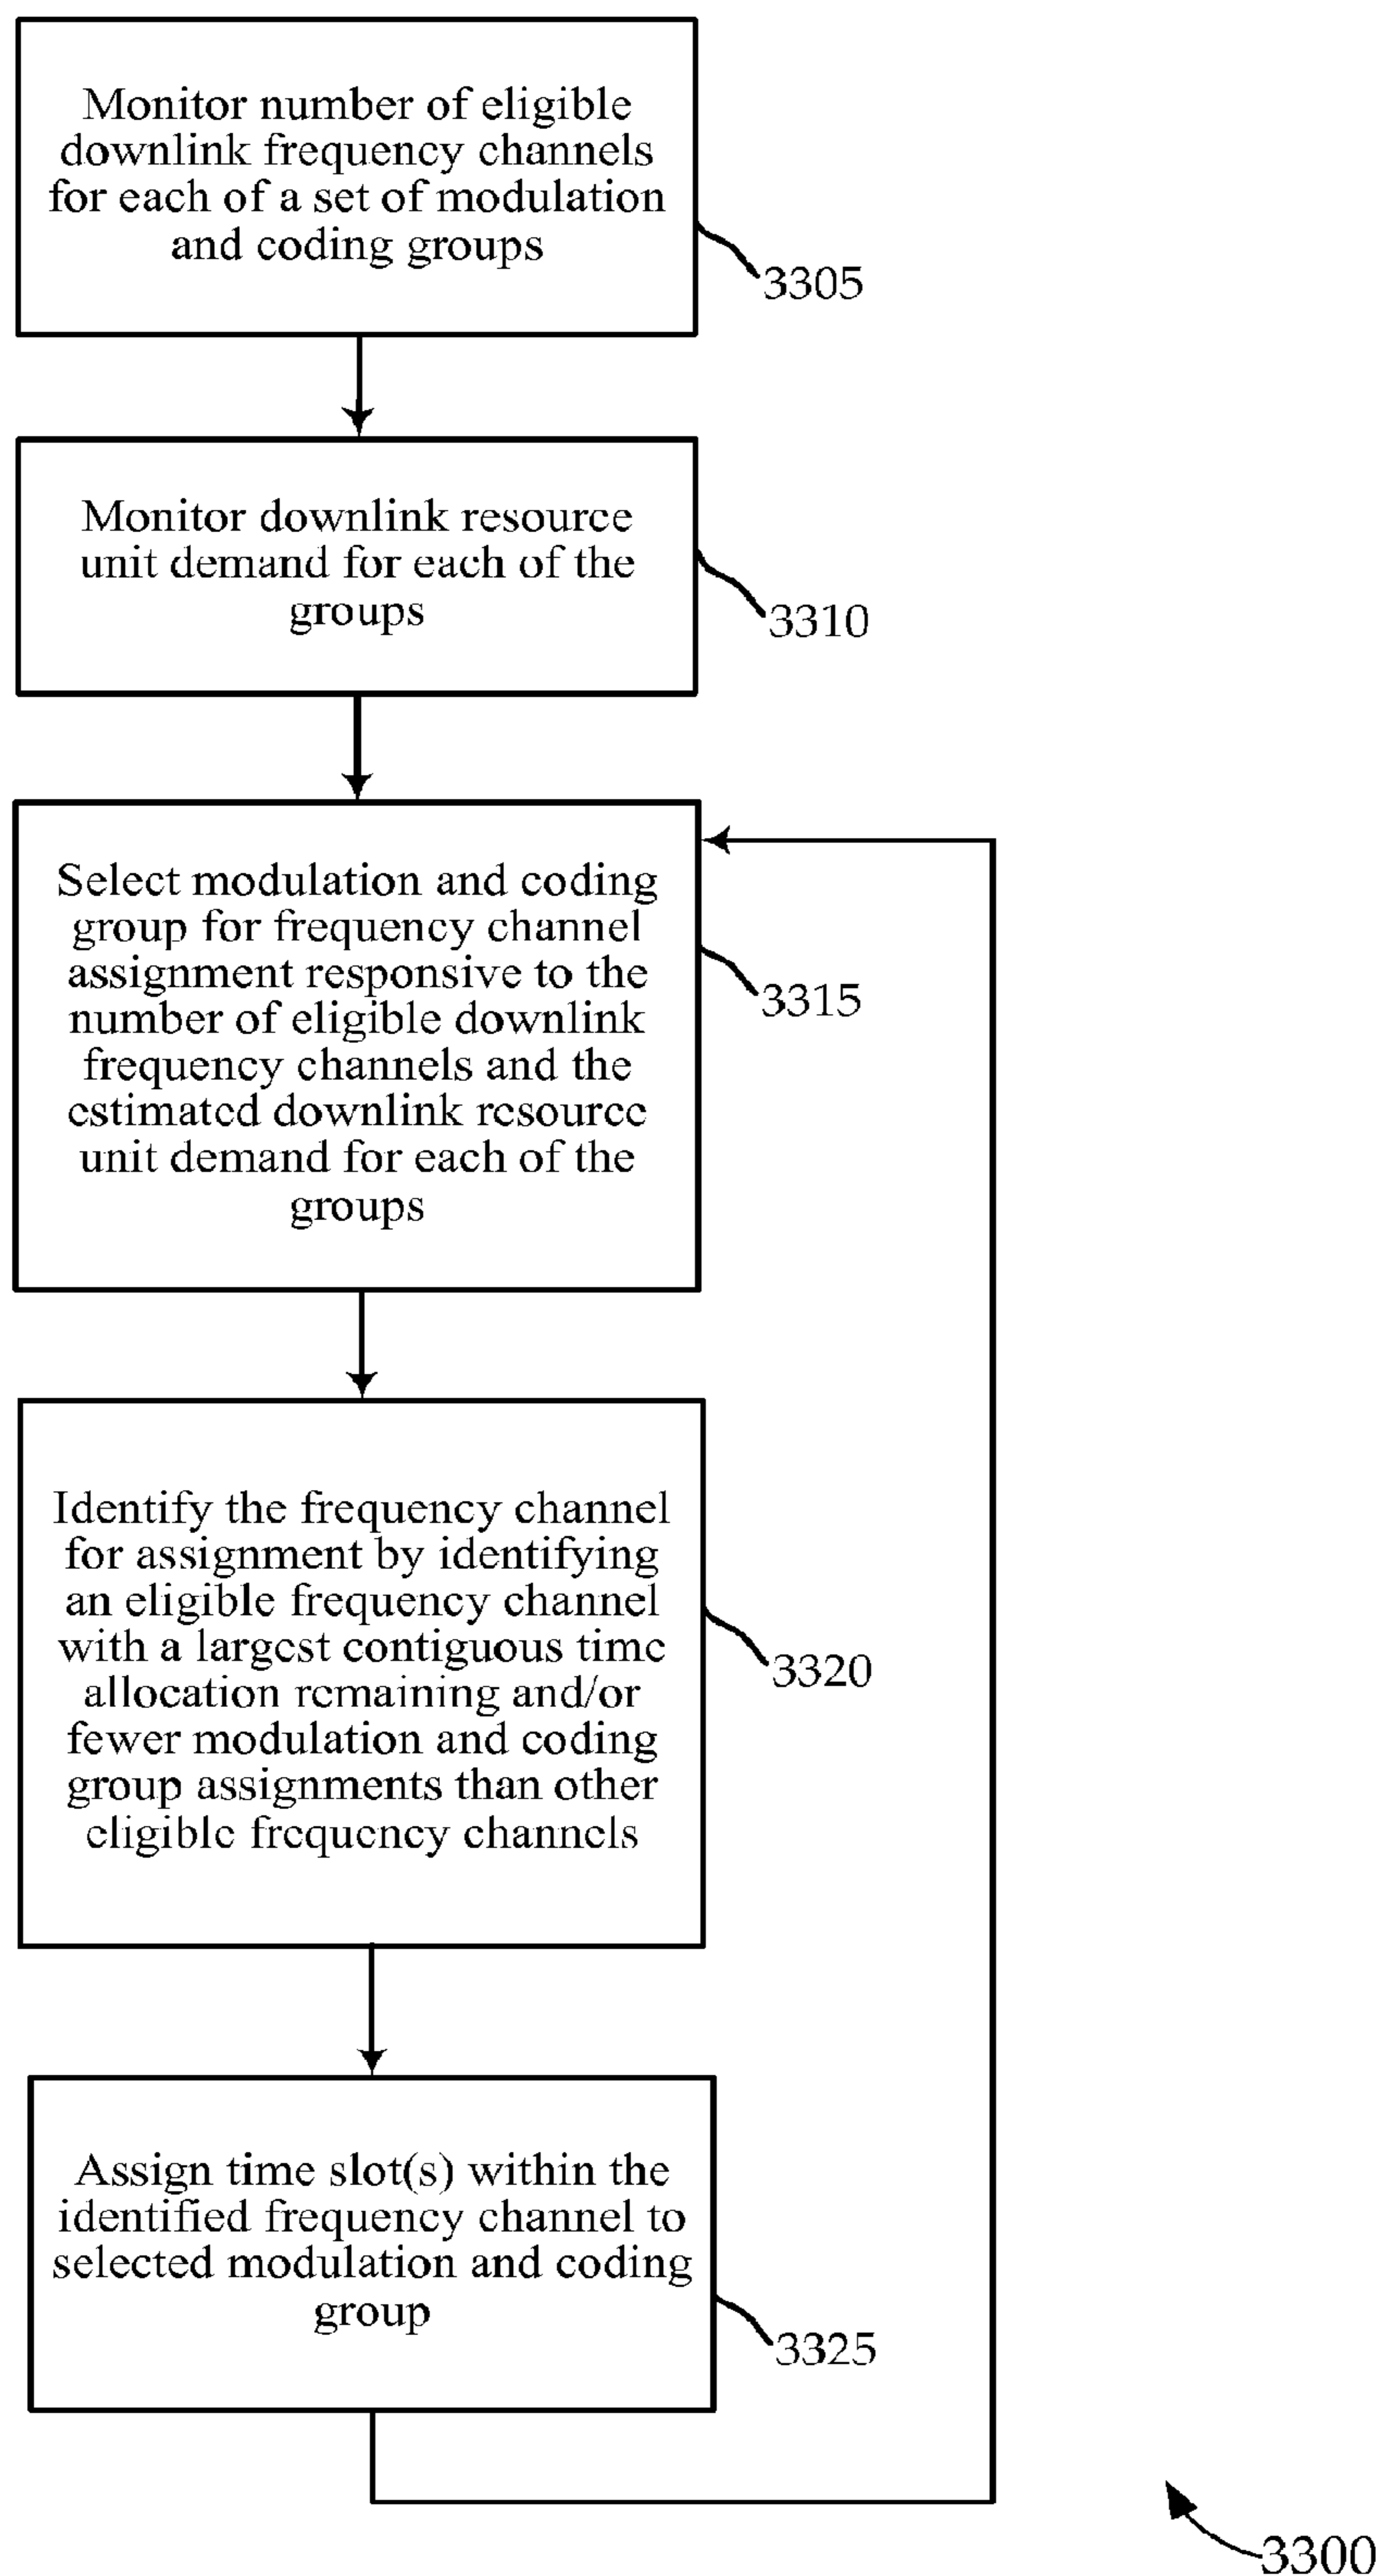 Monitor number of eligible
downlink frequency channels
for each of a set of modulation
and coding groups
3305
Monitor downlink resource
unit demand for each of the
groups
3310
Select modulation and coding
group for frequency channel
assignment responsive to the
number of eligible downlink
frequency channels and the
estimated downlink resource
unit demand for each of the
groups
3315
Identify the frequency channel
for assignment by identifying
an eligible frequency channel
with a largest contiguous time
allocation remaining and/or
fewer modulation and coding
group assignments than other
eligible frequency channels
3320
Assign time slot(s) within the
identified frequency channel to
selected modulation and coding
group
3325
3300